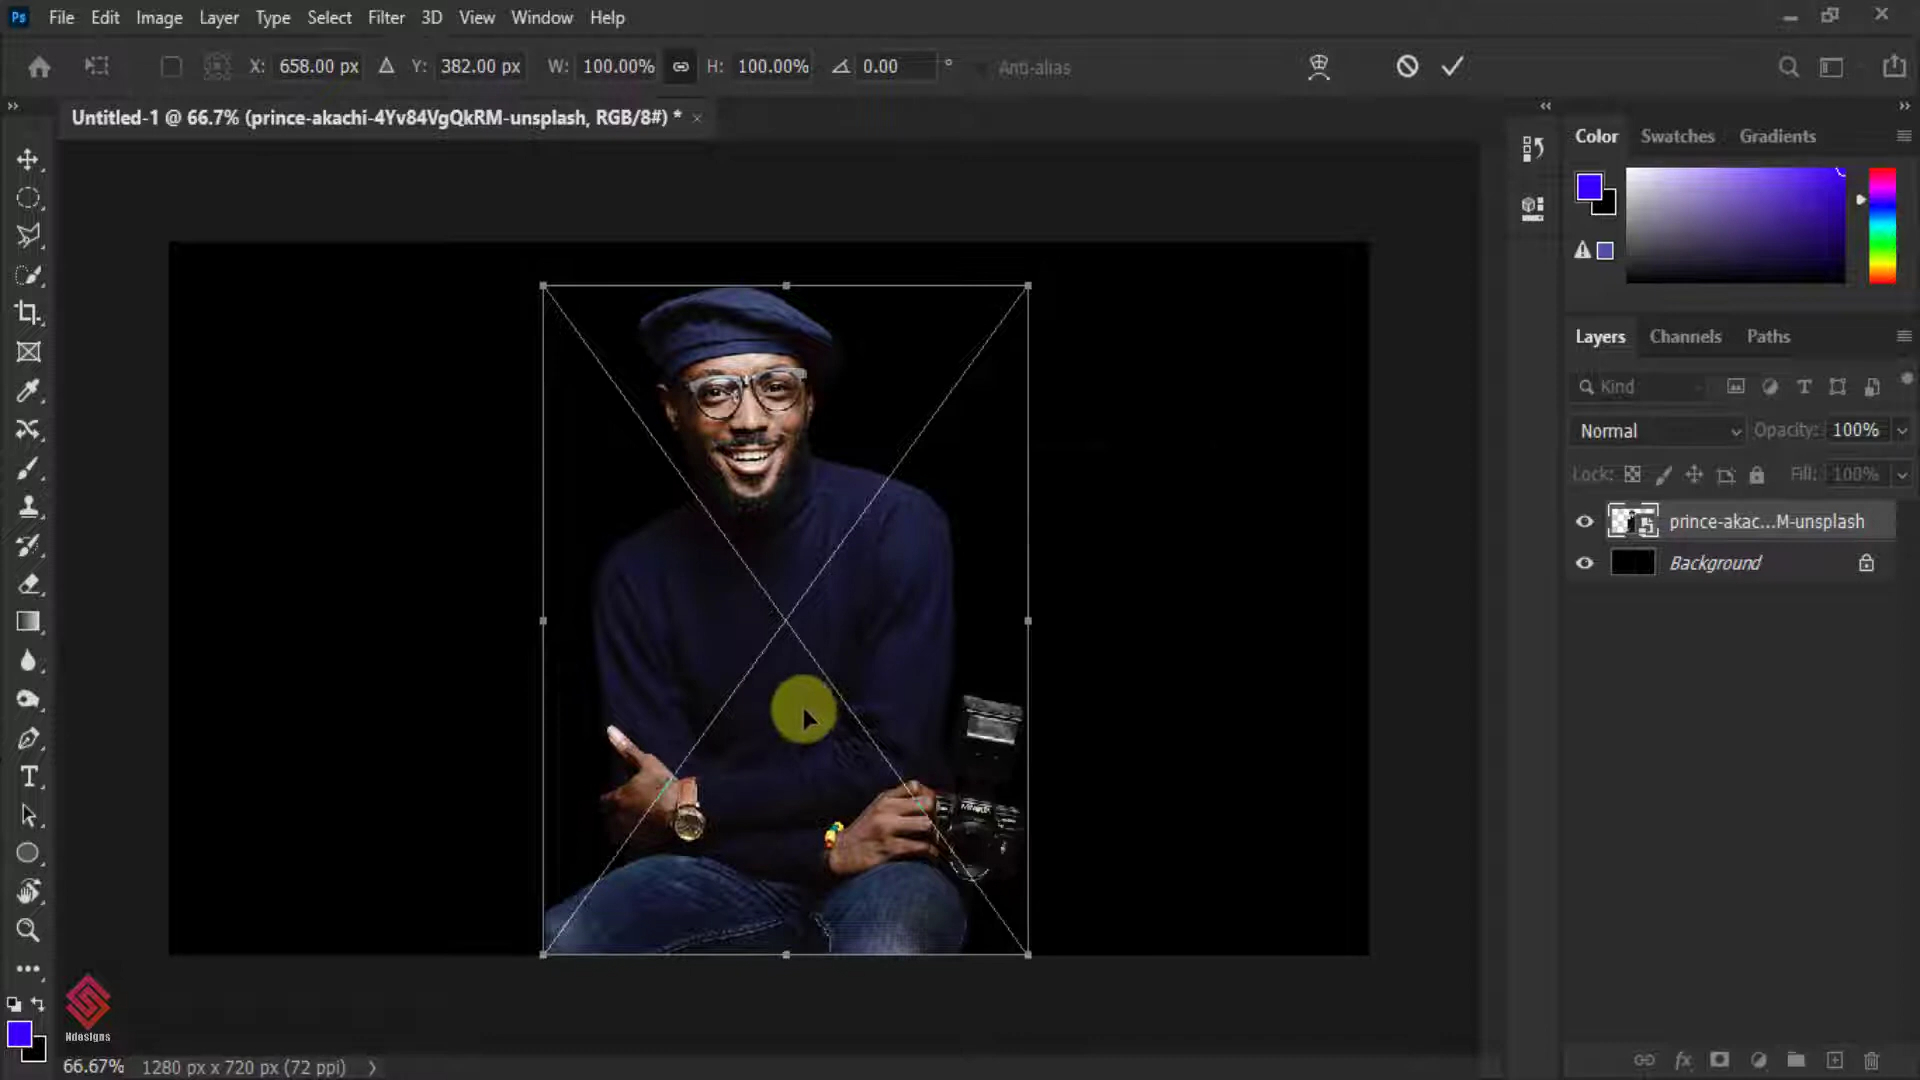 Ps File Edit Image Layer Type Select Filter 3D View Window Help
X: 658.00 px Y: 382.00 px W: 100.00% H: 100.00% 0.00 ° Anti-alias
Untitled-1 @ 66.7% (prince-akachi-4Yv84VgQkRM-unsplash, RGB/8#) * ×
Color Swatches Gradients
Layers Channels Paths
Kind
Normal Opacity: 100%
Lock: Fill: 100%
prince-akac...M-unsplash
Background
Ndesigns
66.67% 1280 px x 720 px (72 ppi)